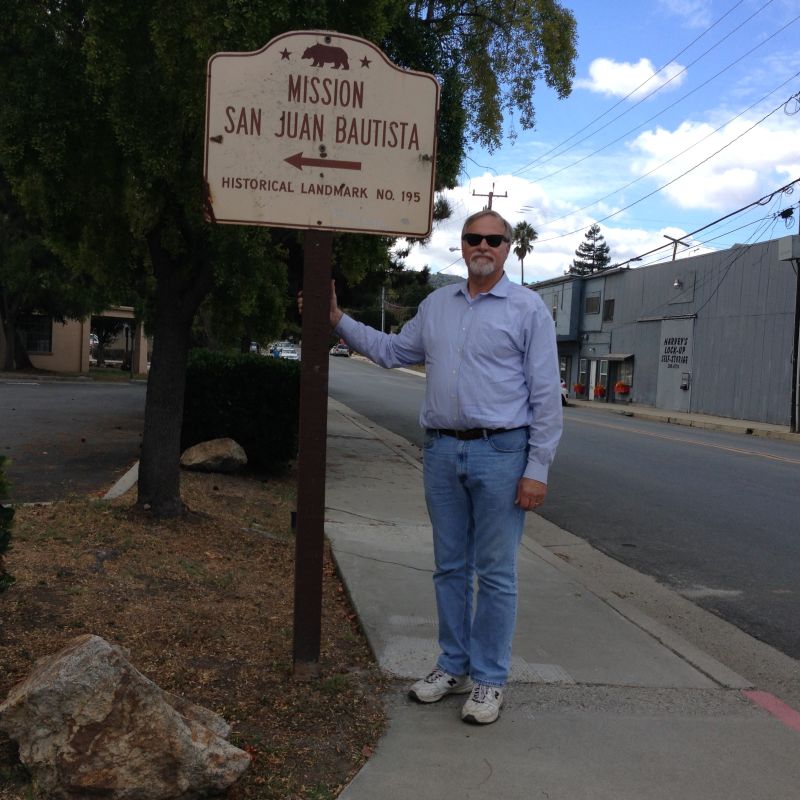 MISSION
SAN JUAN BAUTISTA
HISTORICAL LANDMARK NO. 195
HARVEY'S
LOCK-UP
SELF-STORAGE